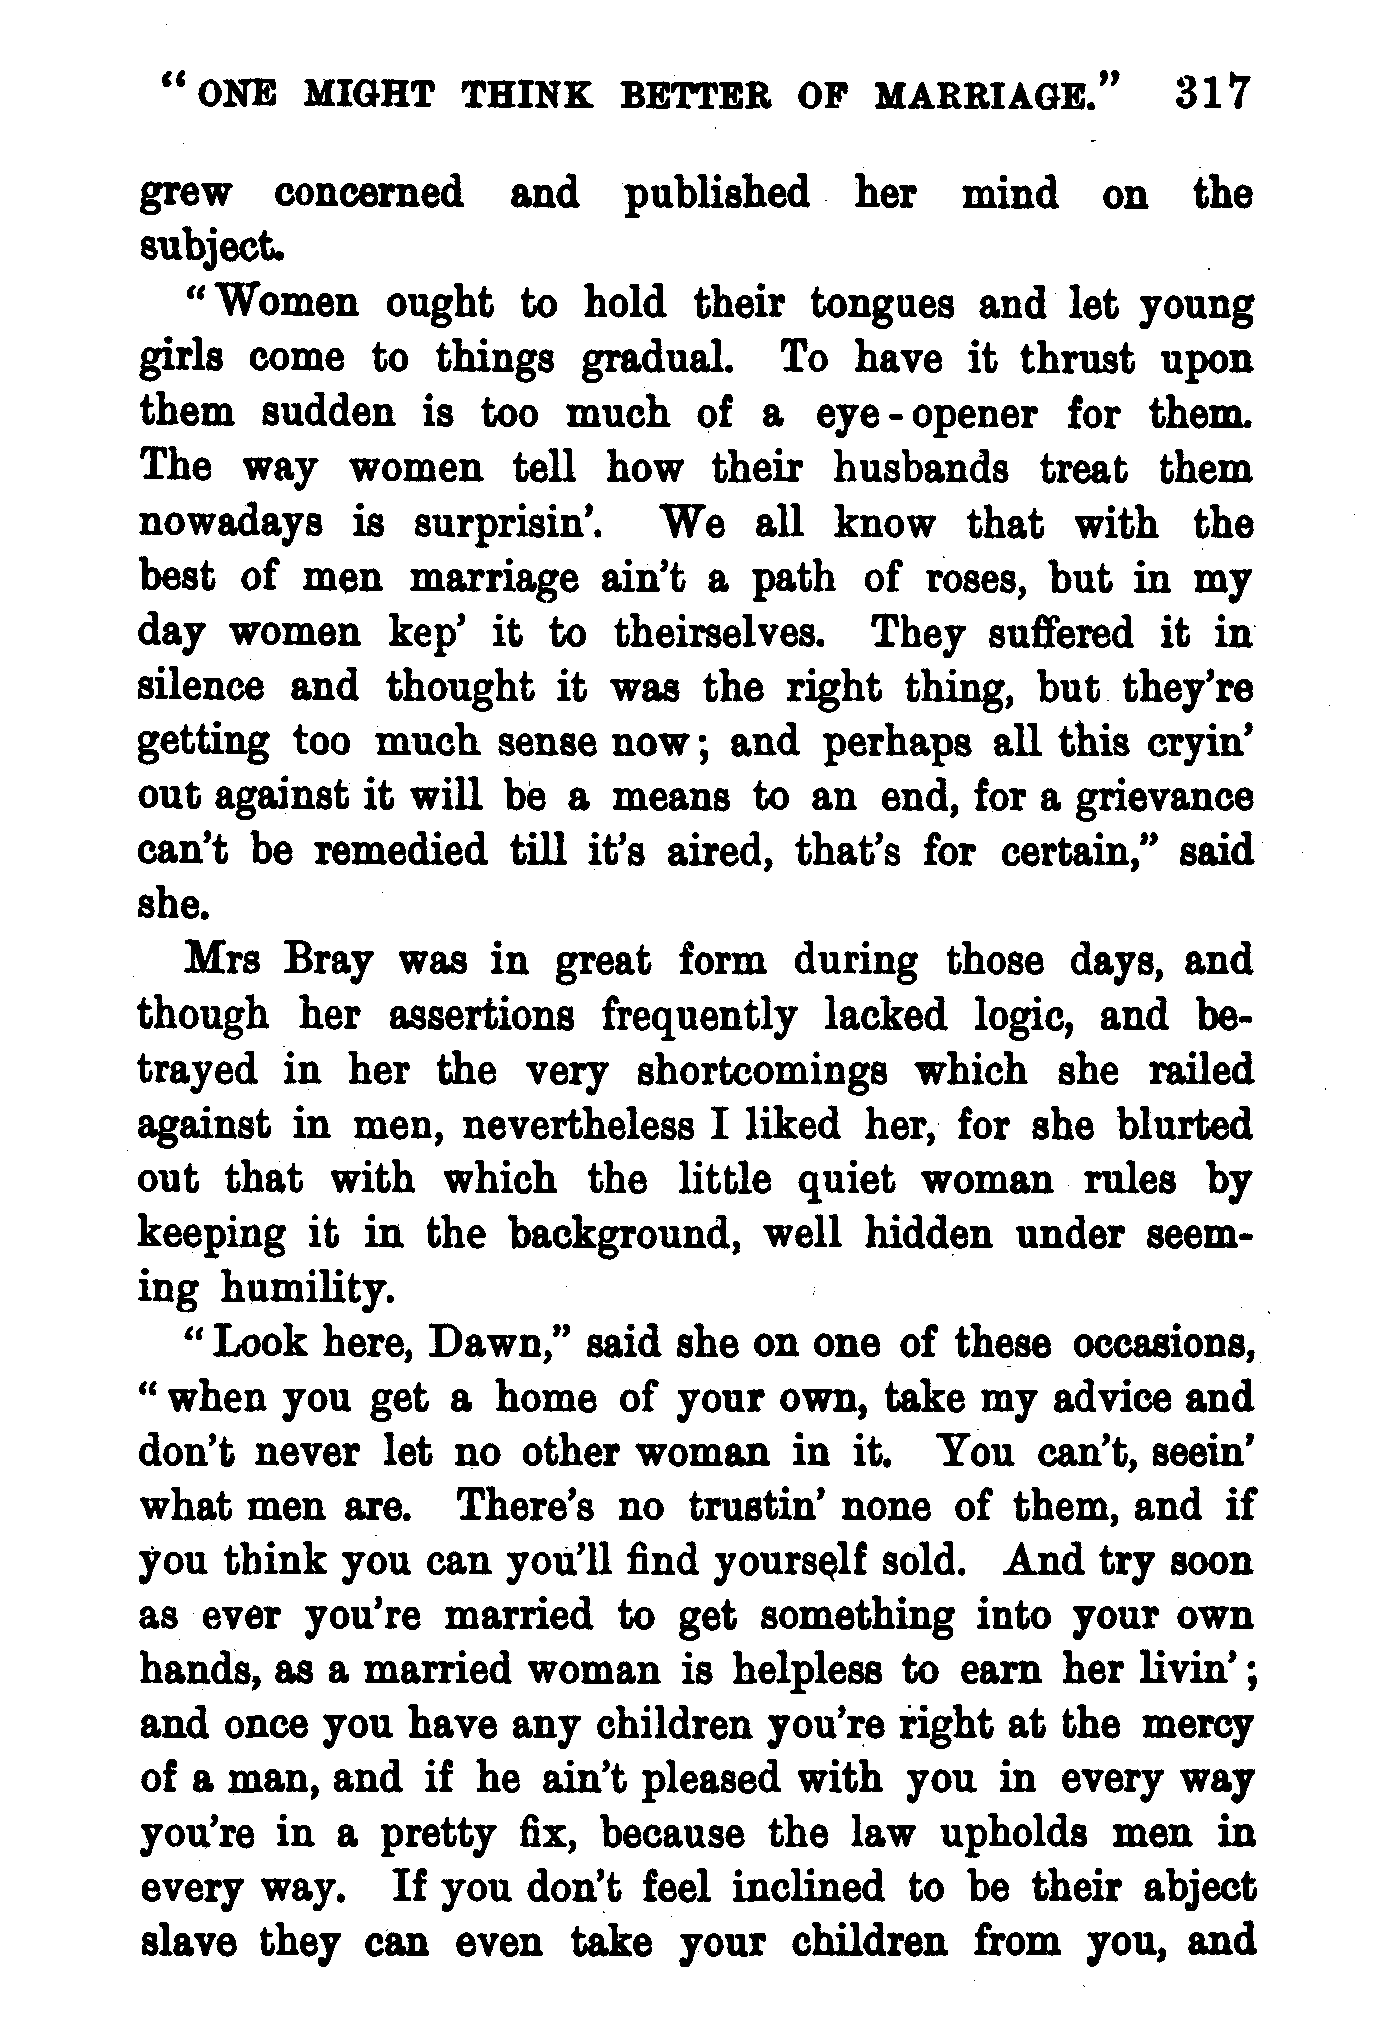 "ONE MIGHT THINK BETTER OF MARRIAGE." 317
grew concerned and published her mind on the
subject.
"Women ought to hold their tongues and let young
girls come to things gradual. To have it thrust upon
them sudden is too much of a eye-opener for them.
The way women tell how their husbands treat them
nowadays is surprisin'. We all know that with the
best of men marriage ain't a path of roses, but in my
day women kep' it to theirselves. They suffered it in
silence and thought it was the right thing, but they're
getting too much sense now; and perhaps all this cryin'
out against it will be a means to an end, for a grievance
can't be remedied till it's aired, that's for certain," said
she.
Mrs Bray was in great form during those days, and
though her assertions frequently lacked logic, and be-
trayed in her the very shortcomings which she railed
against in men, nevertheless I liked her, for she blurted
out that with which the little quiet woman rules by
keeping it in the background, well hidden under seem-
ing humility.
"Look here, Dawn," said she on one of these occasions,
"when you get a home of your own, take my advice and
don't never let no other woman in it. You can't, seein'
what men are. There's no trustin' none of them, and if
you think you can you'll find yourself sold. And try soon
as ever you're married to get something into your own
hands, as a married woman is helpless to earn her livin';
and once you have any children you're right at the mercy
of a man, and if he ain't pleased with you in every way
you're in a pretty fix, because the law upholds men in
every way. If you don't feel inclined to be their abject
slave they can even take your children from you, and